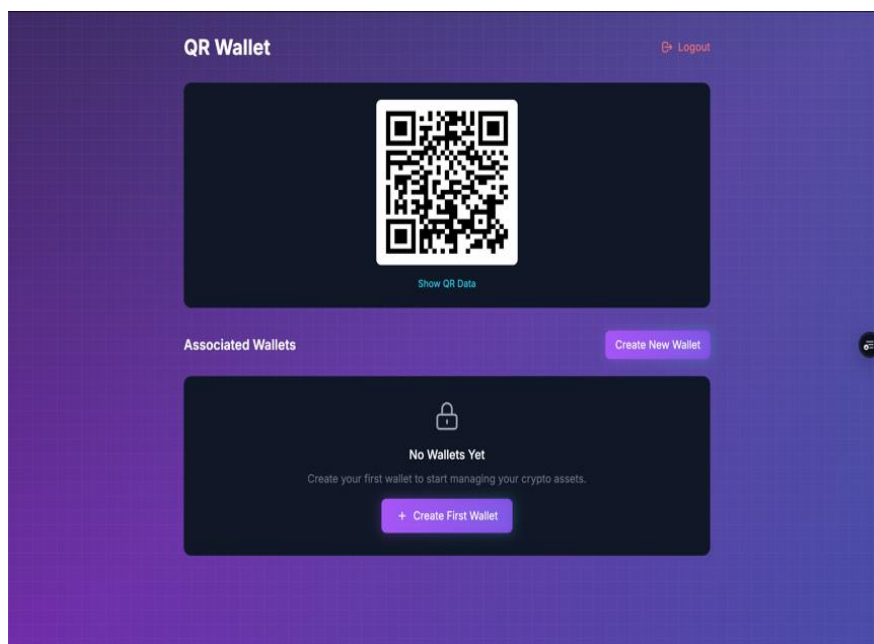 QR Wallet
Logout
Show QR Data
Associated Wallets
Create New Wallet
No Wallets Yet
Create your first wallet to start managing your crypto assets.
+ Create First Wallet